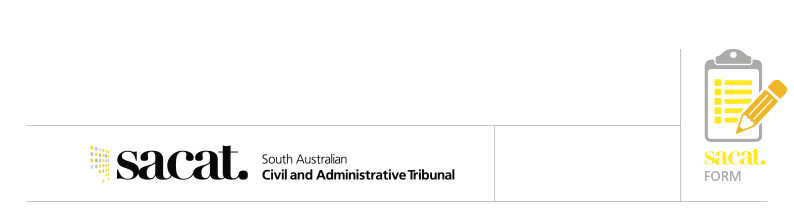 sacat.
South Australian
Civil and Administrative Tribunal
sacat.
FORM